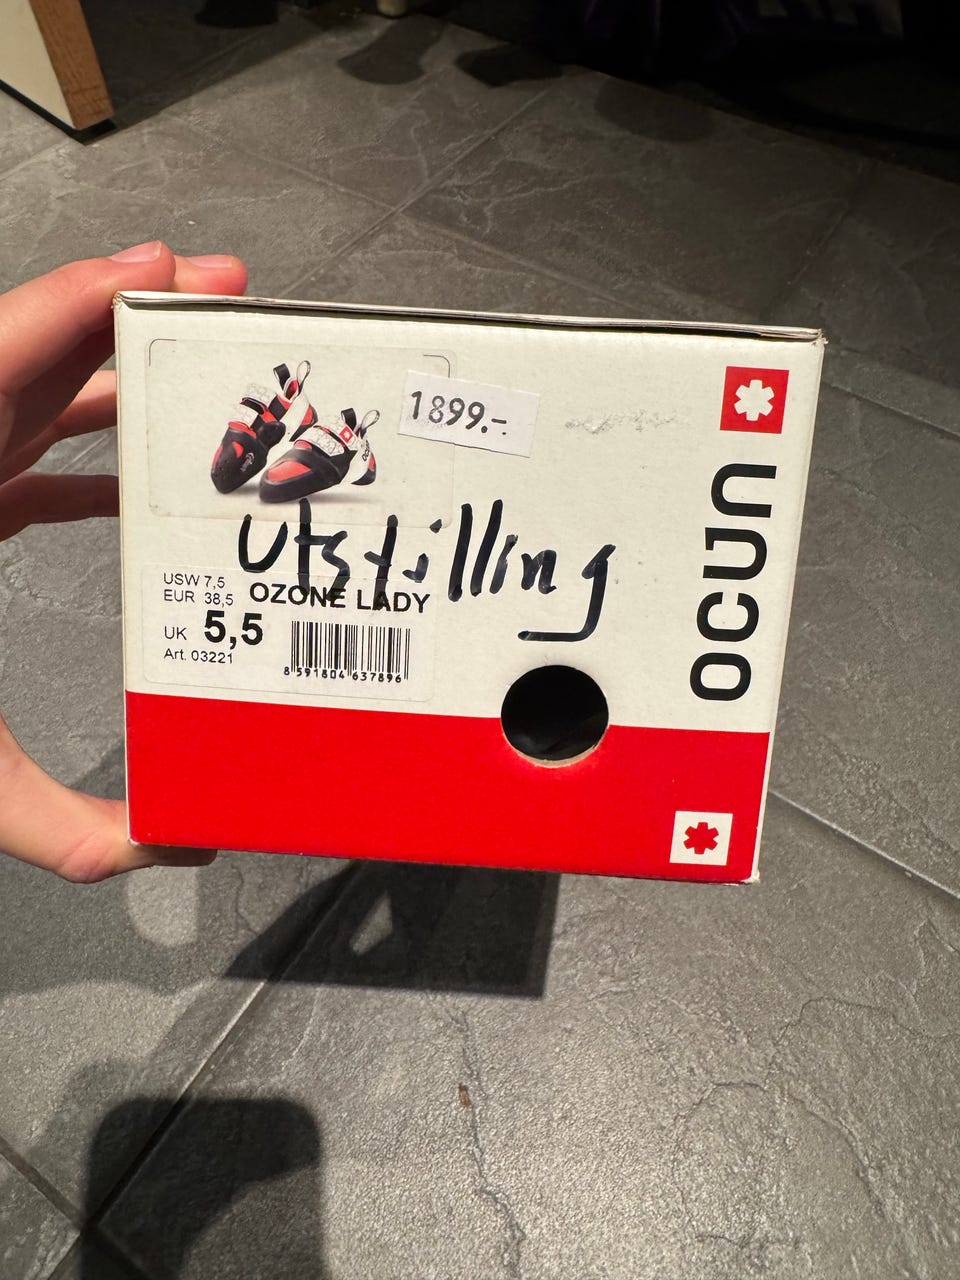 1899.-
utstilling
USW 7,5
EUR 38,5 OZONE LADY
UK 5,5
Art. 03221
8 591804 637896
ocun